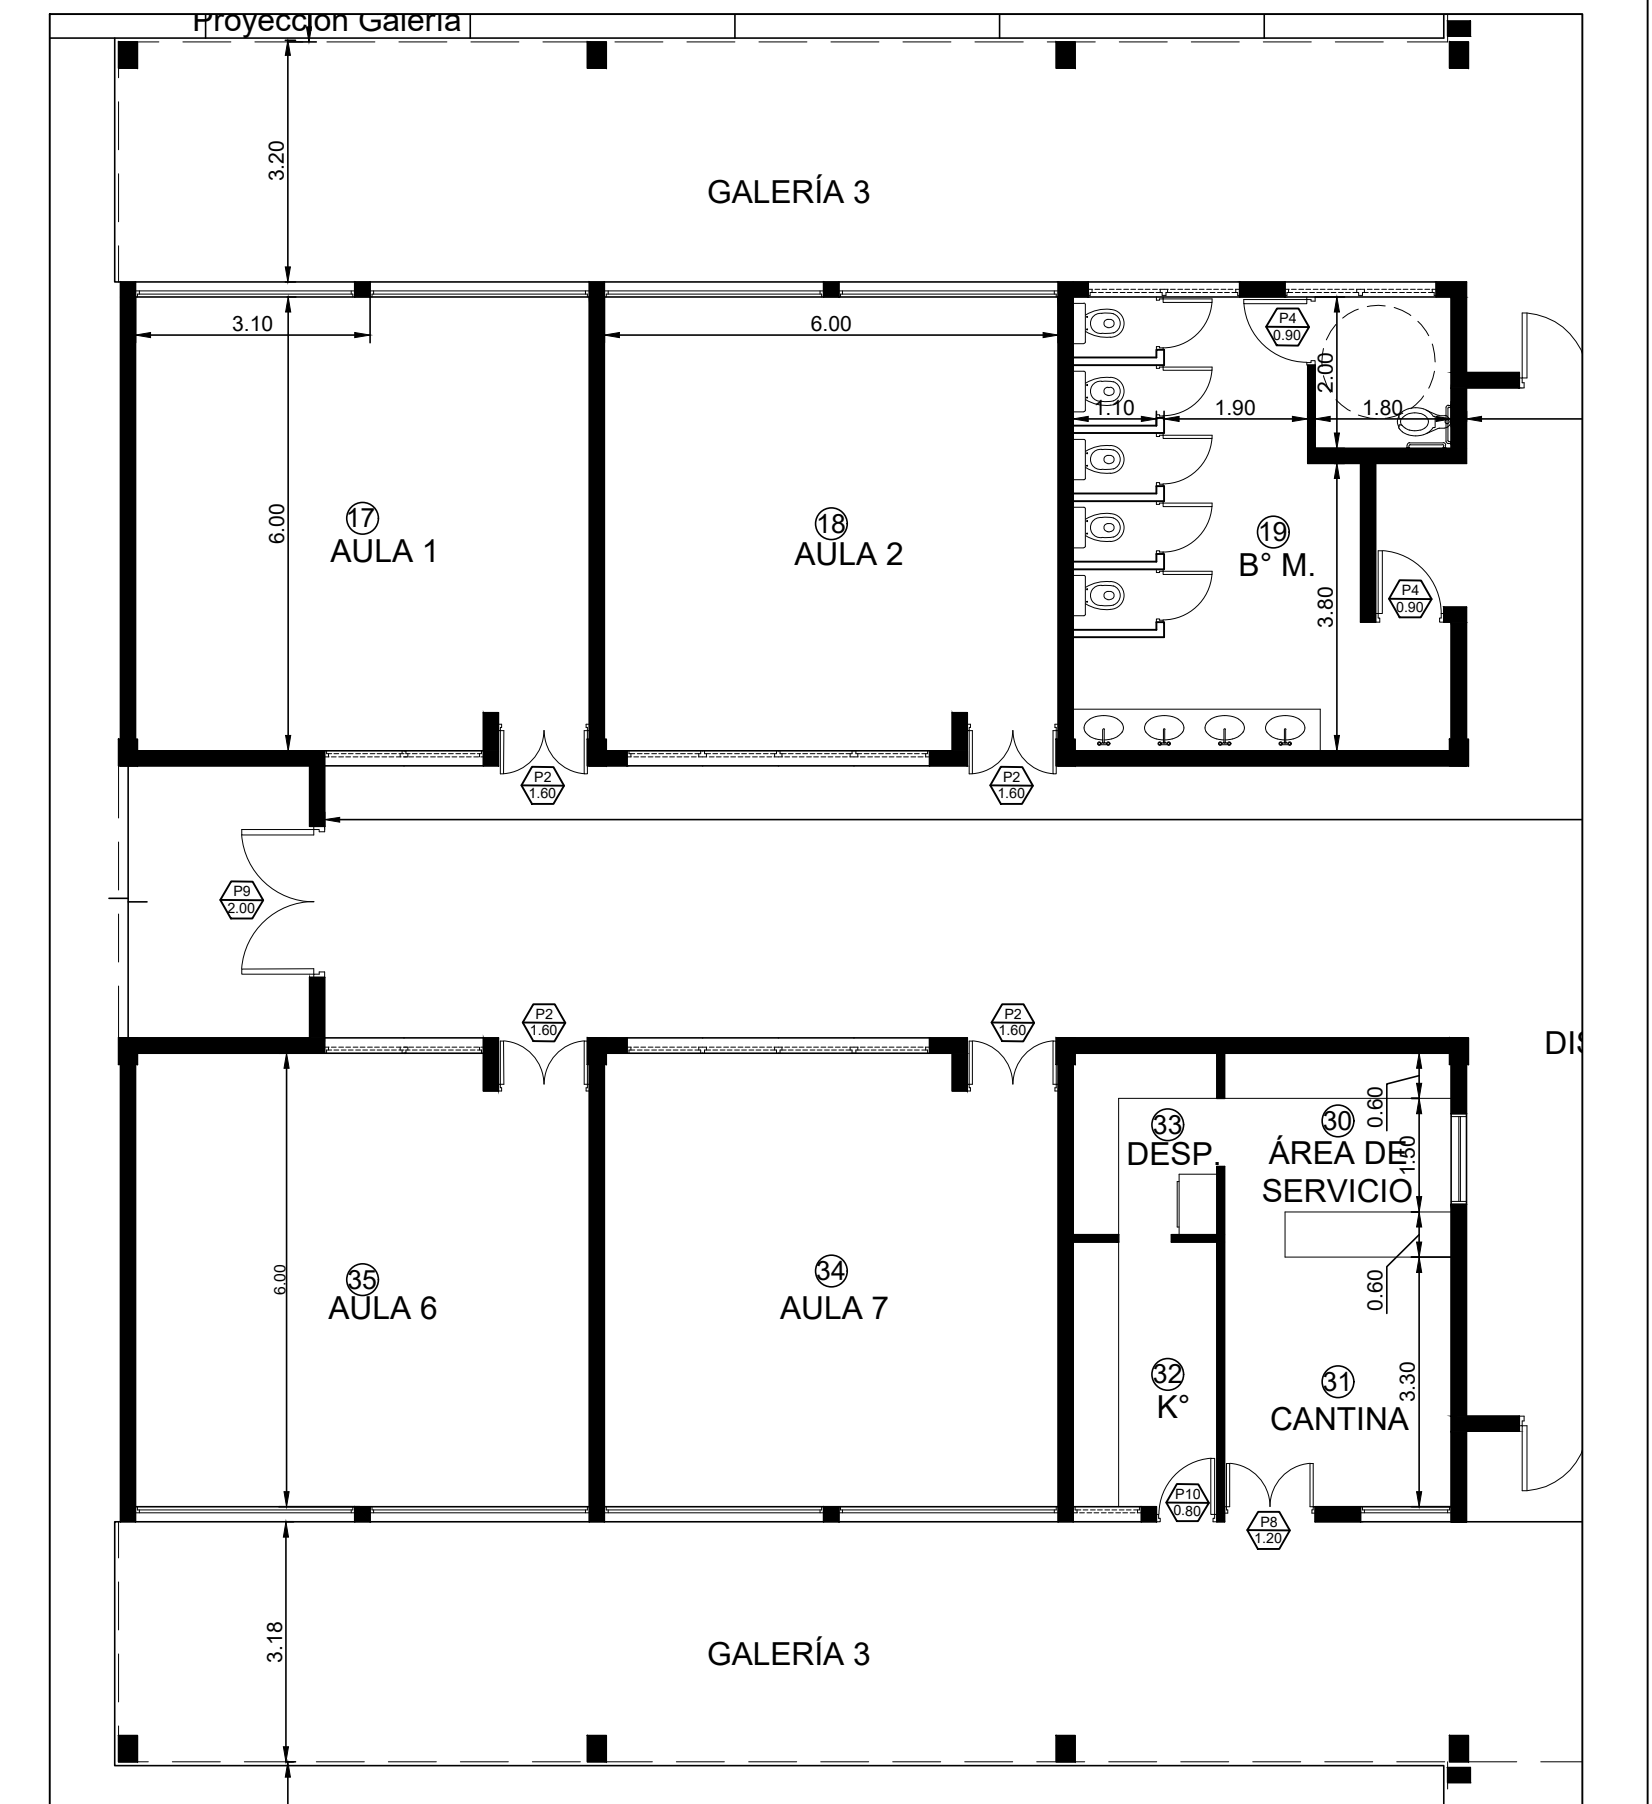 Proyección Galería
3.20
GALERÍA 3
3.10
6.00
P4
0.90
2.00
1.10
1.90
1.80
6.00
17
AULA 1
18
AULA 2
19
B° M.
P4
0.90
3.80
P2
1.60
P2
1.60
P9
2.00
P2
1.60
P2
1.60
DIS
0.60
33
DESP.
30
ÁREA DE
SERVICIO
1.50
0.60
6.00
35
AULA 6
34
AULA 7
32
K°
31
CANTINA
3.30
P10
0.80
P8
1.20
3.18
GALERÍA 3